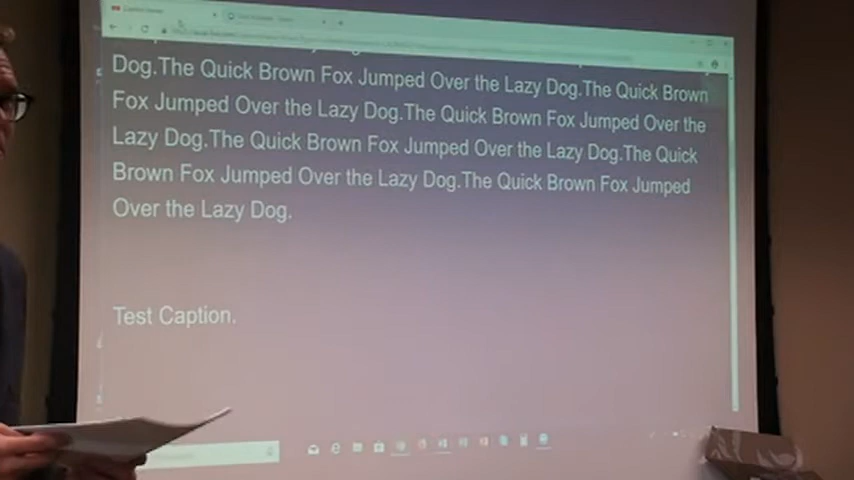 Dog.The Quick Brown Fox Jumped Over the Lazy Dog.The Quick Brown
Fox Jumped Over the Lazy Dog.The Quick Brown Fox Jumped Over the
Lazy Dog.The Quick Brown Fox Jumped Over the Lazy Dog.The Quick
Brown Fox Jumped Over the Lazy Dog.The Quick Brown Fox Jumped
Over the Lazy Dog.
Test Caption.